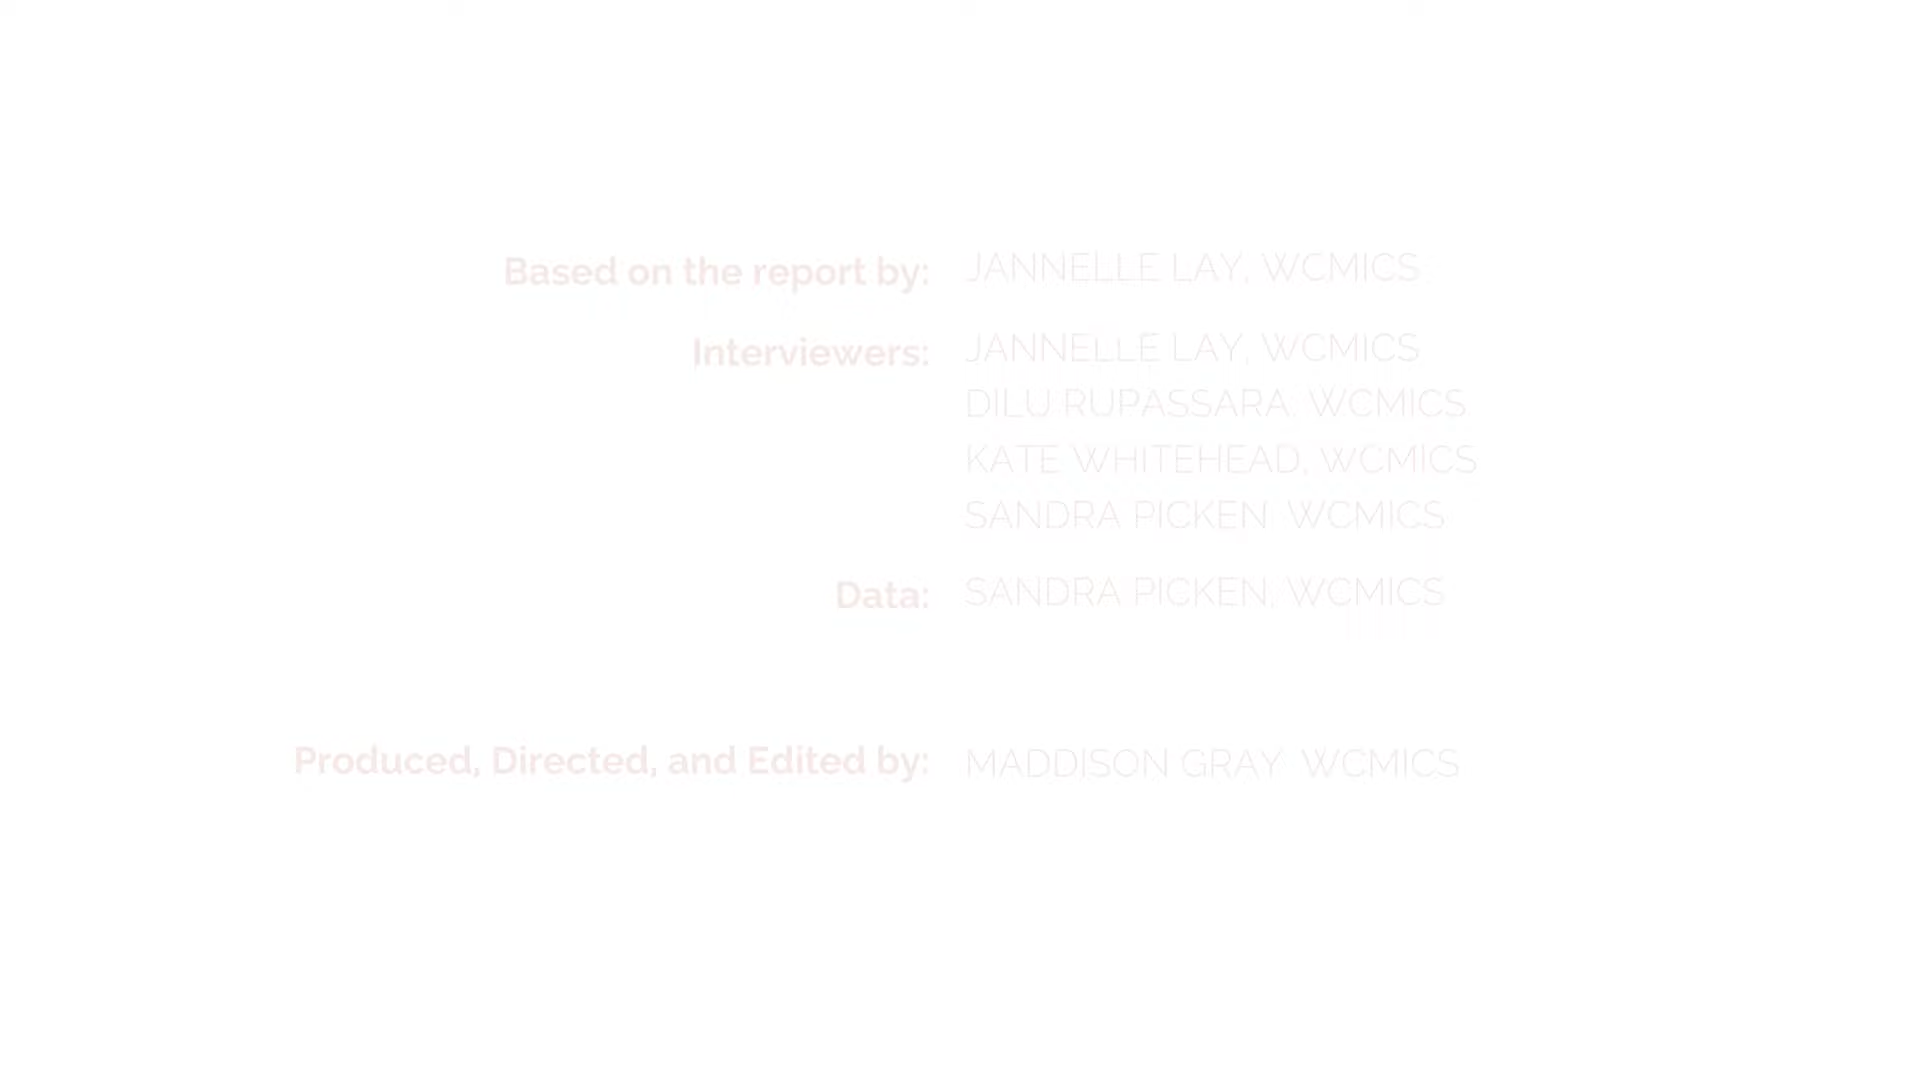 Based on the report by: JANNELLE LAY, WCMICS
Interviewers: JANNELLE LAY, WCMICS
DILU RUPASSARA, WCMICS
KATE WHITEHEAD, WCMICS
SANDRA PICKEN, WCMICS
Data: SANDRA PICKEN, WCMICS
Produced, Directed, and Edited by: MADDISON GRAY, WCMICS